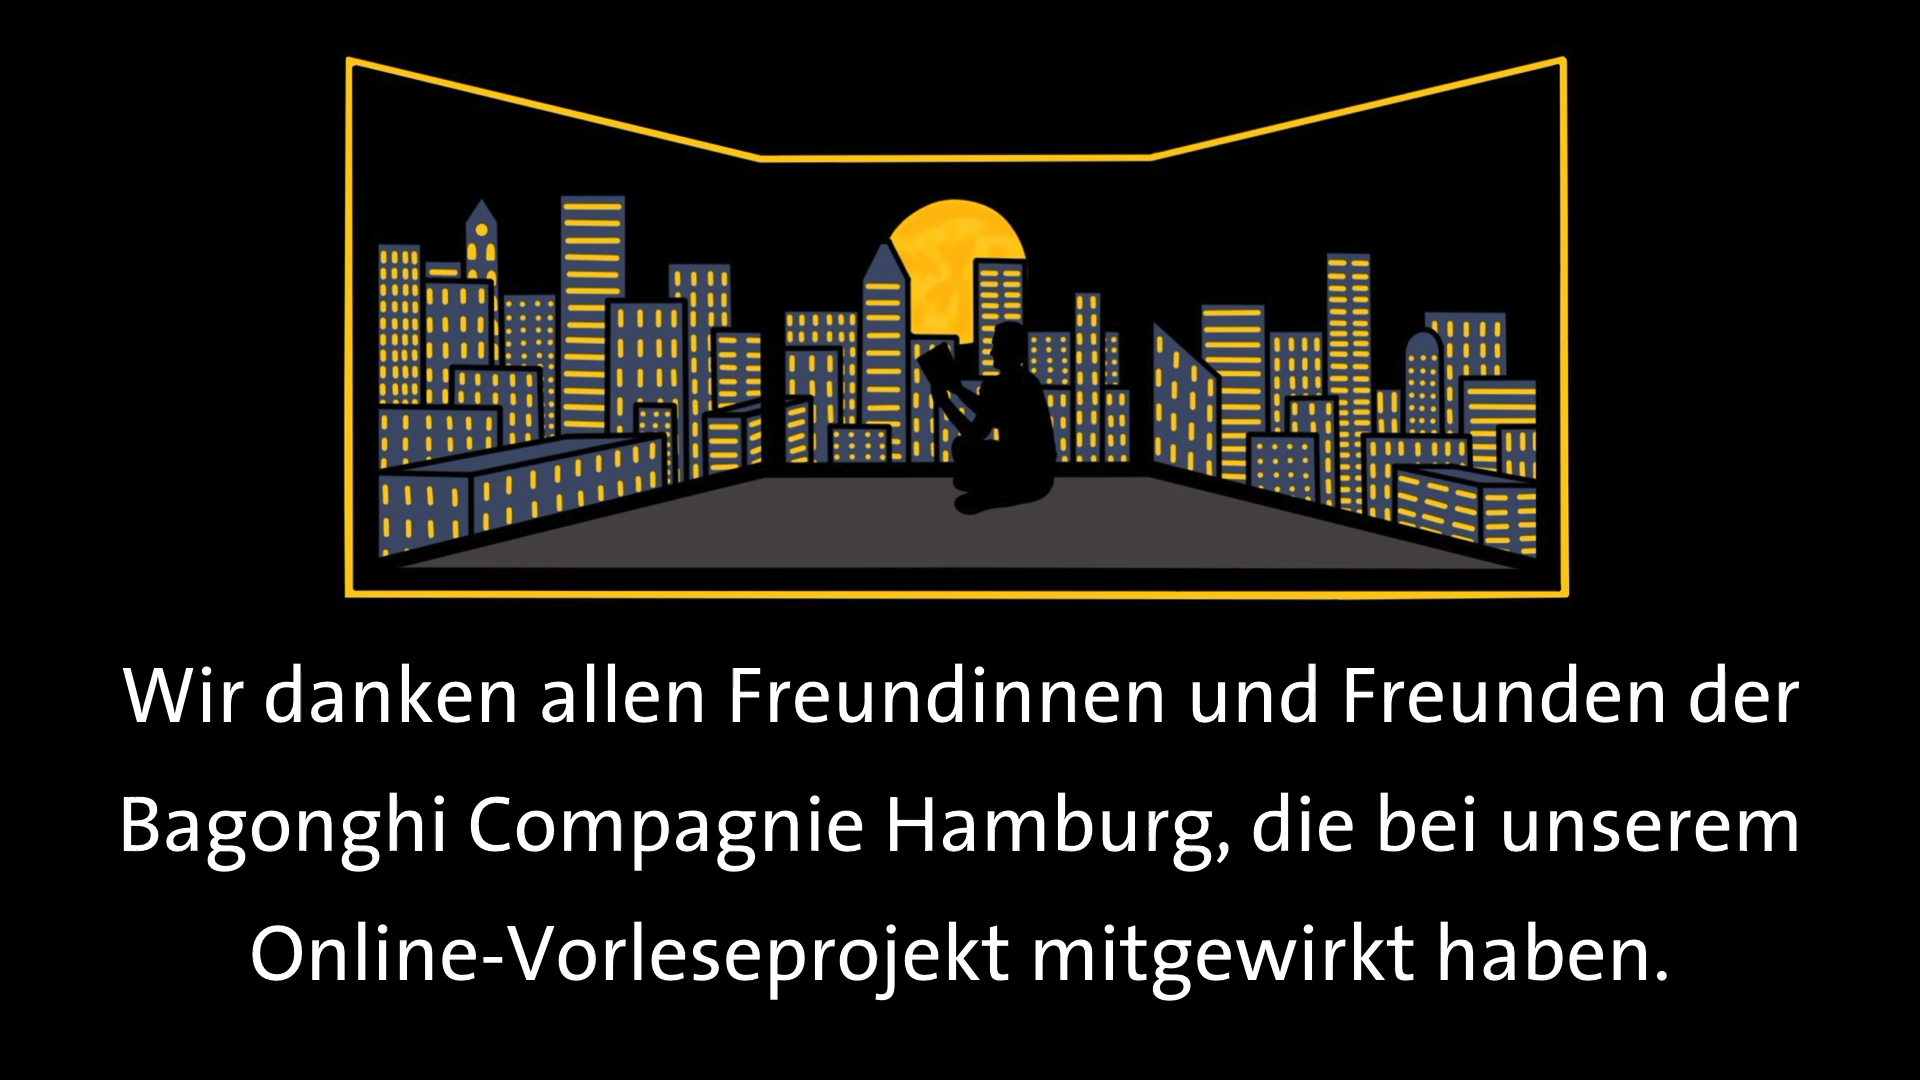 Wir danken allen Freundinnen und Freunden der
Bagonghi Compagnie Hamburg, die bei unserem
Online-Vorleseprojekt mitgewirkt haben.